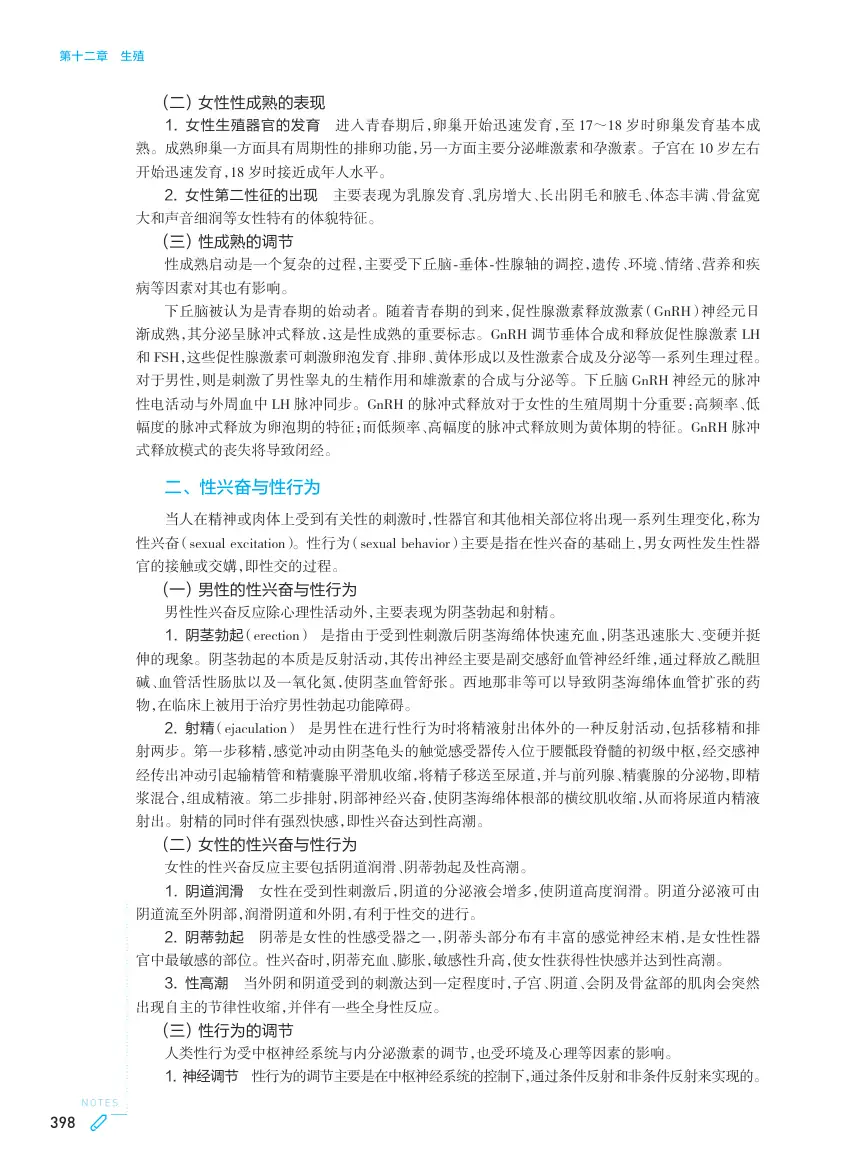 第十二章　生殖
（二）女性性成熟的表现
1. 女性生殖器官的发育　进入青春期后，卵巢开始迅速发育，至 17～18 岁时卵巢发育基本成
熟。成熟卵巢一方面具有周期性的排卵功能，另一方面主要分泌雌激素和孕激素。子宫在 10 岁左右
开始迅速发育，18 岁时接近成年人水平。
2. 女性第二性征的出现　主要表现为乳腺发育、乳房增大、长出阴毛和腋毛、体态丰满、骨盆宽
大和声音细润等女性特有的体貌特征。
（三）性成熟的调节
性成熟启动是一个复杂的过程，主要受下丘脑-垂体-性腺轴的调控，遗传、环境、情绪、营养和疾
病等因素对其也有影响。
下丘脑被认为是青春期的始动者。随着青春期的到来，促性腺激素释放激素（GnRH）神经元日
渐成熟，其分泌呈脉冲式释放，这是性成熟的重要标志。GnRH 调节垂体合成和释放促性腺激素 LH
和 FSH，这些促性腺激素可刺激卵泡发育、排卵、黄体形成以及性激素合成及分泌等一系列生理过程。
对于男性，则是刺激了男性睾丸的生精作用和雄激素的合成与分泌等。下丘脑 GnRH 神经元的脉冲
性电活动与外周血中 LH 脉冲同步。GnRH 的脉冲式释放对于女性的生殖周期十分重要：高频率、低
幅度的脉冲式释放为卵泡期的特征；而低频率、高幅度的脉冲式释放则为黄体期的特征。GnRH 脉冲
式释放模式的丧失将导致闭经。
二、性兴奋与性行为
当人在精神或肉体上受到有关性的刺激时，性器官和其他相关部位将出现一系列生理变化，称为
性兴奋（sexual excitation）。性行为（sexual behavior）主要是指在性兴奋的基础上，男女两性发生性器
官的接触或交媾，即性交的过程。
（一）男性的性兴奋与性行为
男性性兴奋反应除心理性活动外，主要表现为阴茎勃起和射精。
1. 阴茎勃起（erection）　是指由于受到性刺激后阴茎海绵体快速充血，阴茎迅速胀大、变硬并挺
伸的现象。阴茎勃起的本质是反射活动，其传出神经主要是副交感舒血管神经纤维，通过释放乙酰胆
碱、血管活性肠肽以及一氧化氮，使阴茎血管舒张。西地那非等可以导致阴茎海绵体血管扩张的药
物，在临床上被用于治疗男性勃起功能障碍。
2. 射精（ejaculation）　是男性在进行性行为时将精液射出体外的一种反射活动，包括移精和排
射两步。第一步移精，感觉冲动由阴茎龟头的触觉感受器传入位于腰骶段脊髓的初级中枢，经交感神
经传出冲动引起输精管和精囊腺平滑肌收缩，将精子移送至尿道，并与前列腺、精囊腺的分泌物，即精
浆混合，组成精液。第二步排射，阴部神经兴奋，使阴茎海绵体根部的横纹肌收缩，从而将尿道内精液
射出。射精的同时伴有强烈快感，即性兴奋达到性高潮。
（二）女性的性兴奋与性行为
女性的性兴奋反应主要包括阴道润滑、阴蒂勃起及性高潮。
1. 阴道润滑　女性在受到性刺激后，阴道的分泌液会增多，使阴道高度润滑。阴道分泌液可由
阴道流至外阴部，润滑阴道和外阴，有利于性交的进行。
2. 阴蒂勃起　阴蒂是女性的性感受器之一，阴蒂头部分布有丰富的感觉神经末梢，是女性性器
官中最敏感的部位。性兴奋时，阴蒂充血、膨胀，敏感性升高，使女性获得性快感并达到性高潮。
3. 性高潮　当外阴和阴道受到的刺激达到一定程度时，子宫、阴道、会阴及骨盆部的肌肉会突然
出现自主的节律性收缩，并伴有一些全身性反应。
（三）性行为的调节
人类性行为受中枢神经系统与内分泌激素的调节，也受环境及心理等因素的影响。
1. 神经调节　性行为的调节主要是在中枢神经系统的控制下，通过条件反射和非条件反射来实现的。
NOTES
398